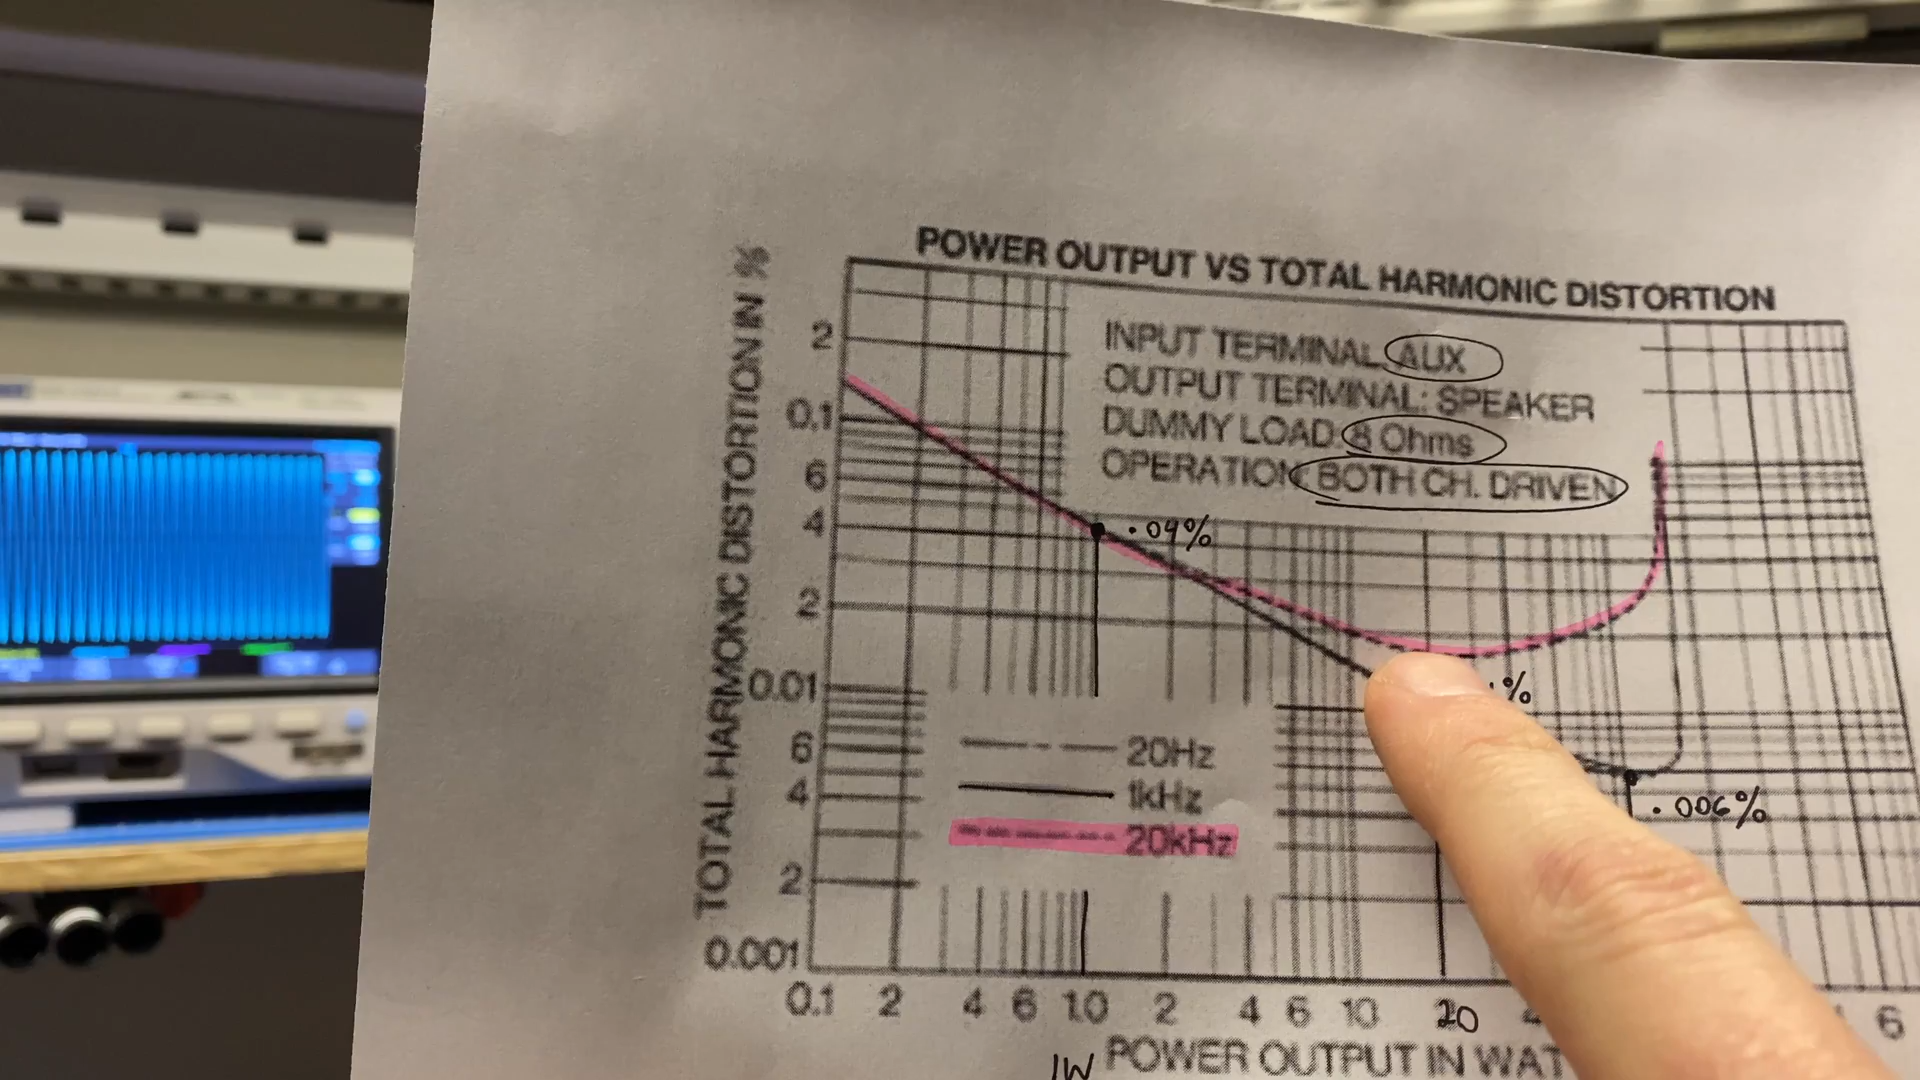 POWER OUTPUT VS TOTAL HARMONIC DISTORTION
TOTAL HARMONIC DISTORTION IN %
INPUT TERMINAL: AUX
OUTPUT TERMINAL: SPEAKER
DUMMY LOAD: 8 Ohms
OPERATION: BOTH CH. DRIVEN
2
0.1
6
4
2
0.01
6
4
2
0.001
.04%
%
.006%
20Hz
1kHz
20kHz
0.1 2 4 6 1.0 2 4 6 10 20 6
1W
POWER OUTPUT IN WAT